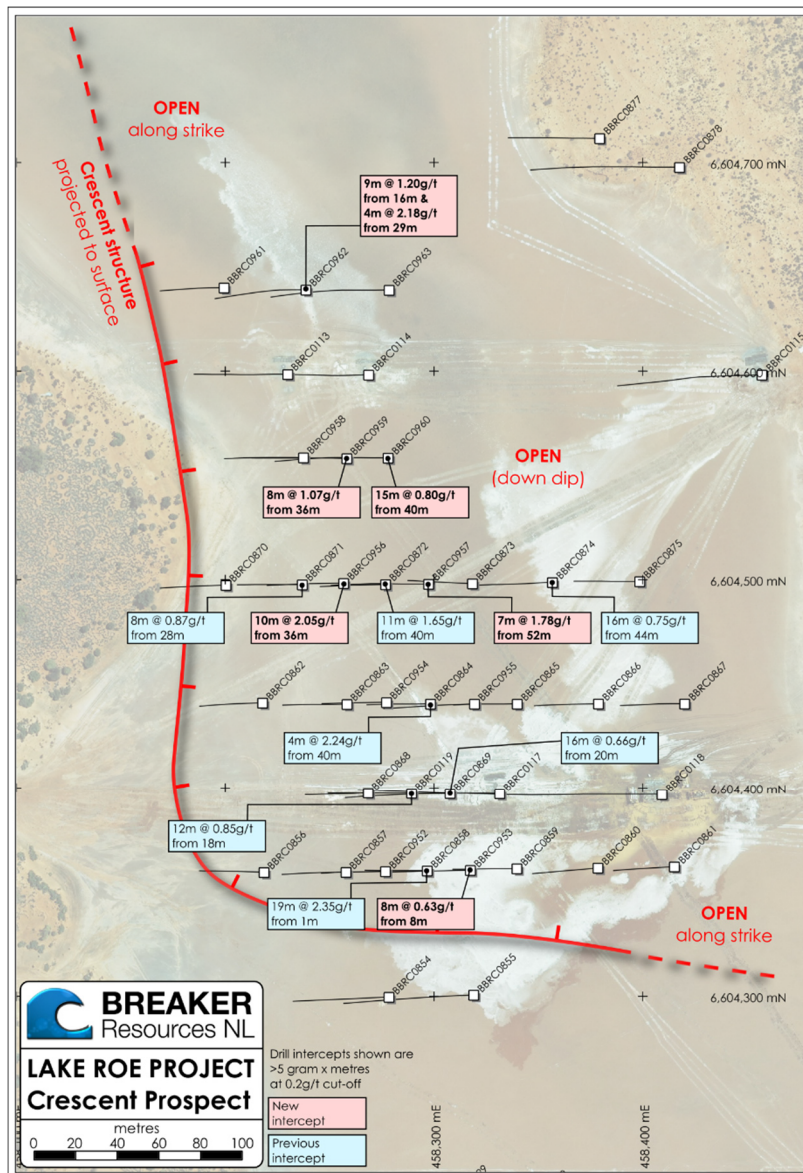 OPEN
along strike
Crescent structure
projected to surface
BBRC0877
BBRC0878
6,604,700 mN
9m @ 1.20g/t
from 16m &
4m @ 2.18g/t
from 29m
BBRC0961
BBRC0962
BBRC0963
BBRC0113
BBRC0114
BBRC0115
6,604,600 mN
BBRC0958
BBRC0959
BBRC0960
OPEN
(down dip)
8m @ 1.07g/t
from 36m
15m @ 0.80g/t
from 40m
BBRC0870
BBRC0871
BBRC0956
BBRC0872
BBRC0957
BBRC0873
BBRC0874
BBRC0875
6,604,500 mN
8m @ 0.87g/t
from 28m
10m @ 2.05g/t
from 36m
11m @ 1.65g/t
from 40m
7m @ 1.78g/t
from 52m
16m @ 0.75g/t
from 44m
BBRC0862
BBRC0863
BBRC0954
BBRC0864
BBRC0955
BBRC0865
BBRC0866
BBRC0867
4m @ 2.24g/t
from 40m
16m @ 0.66g/t
from 20m
BBRC0868
BBRC0119
BBRC0869
BBRC0117
BBRC0118
6,604,400 mN
12m @ 0.85g/t
from 18m
BBRC0856
BBRC0857
BBRC0952
BBRC0858
BBRC0953
BBRC0859
BBRC0860
BBRC0861
19m @ 2.35g/t
from 1m
8m @ 0.63g/t
from 8m
OPEN
along strike
BBRC0854
BBRC0855
6,604,300 mN
BREAKER
Resources NL
LAKE ROE PROJECT
Crescent Prospect
metres
0 20 40 60 80 100
Drill intercepts shown are
>5 gram x metres
at 0.2g/t cut-off
New
intercept
Previous
intercept
458,300 mE
458,400 mE